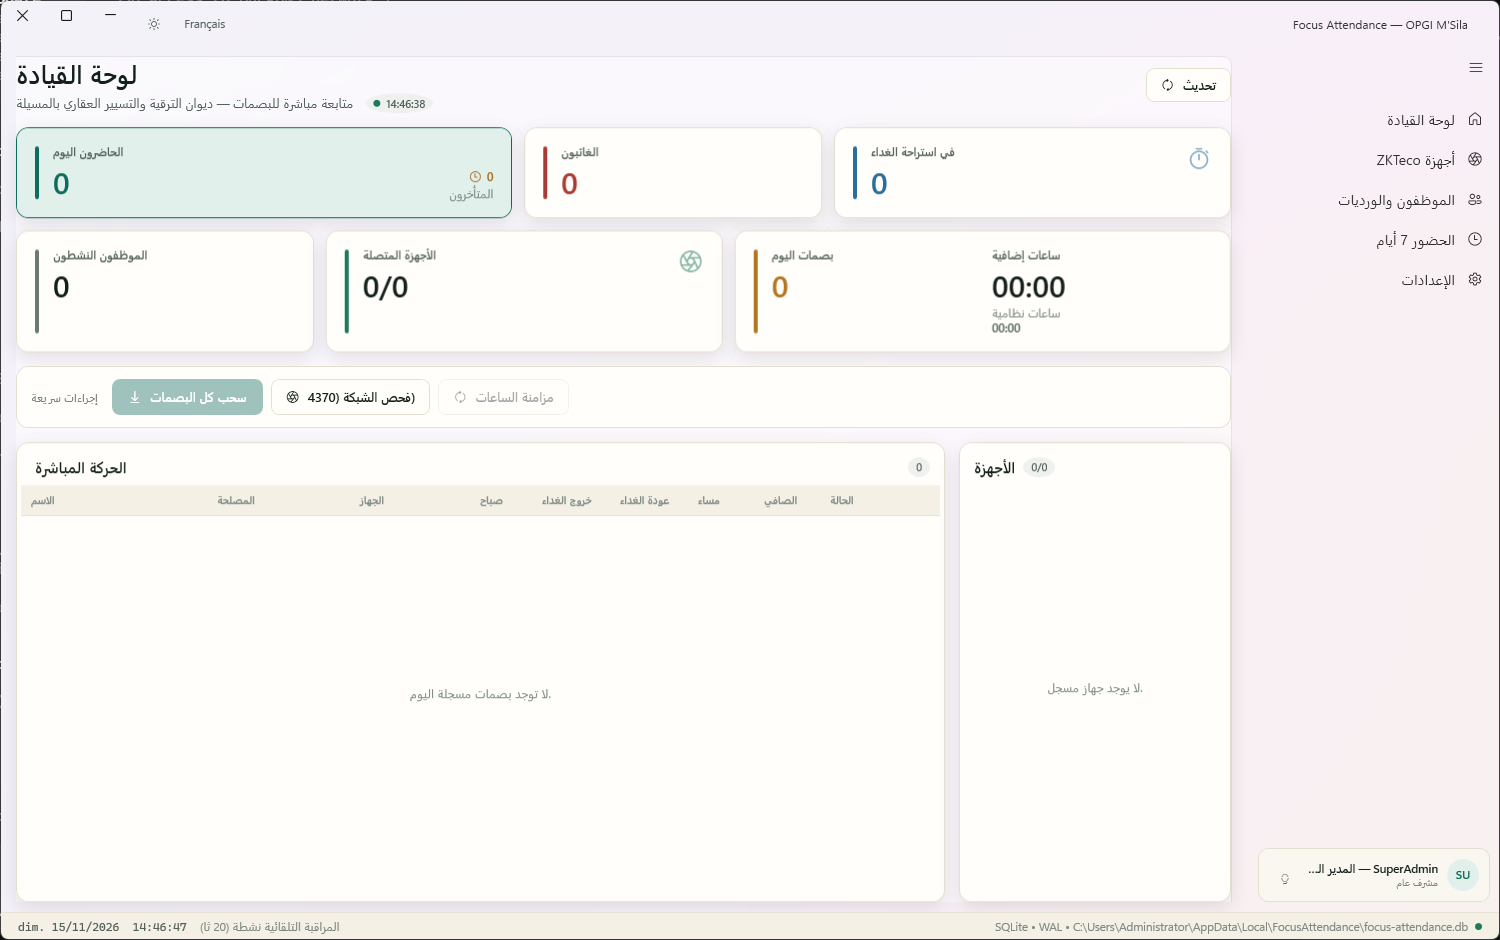 Français
Focus Attendance — OPGI M'Sila
لوحة القيادة
متابعة مباشرة للبصمات — ديوان الترقية والتسيير العقاري بالمسيلة
14:46:38
تحديث
لوحة القيادة
أجهزة ZKTeco
الموظفون والورديات
الحضور 7 أيام
الإعدادات
الحاضرون اليوم
0
0
المتأخرون
الغائبون
0
في استراحة الغداء
0
الموظفون النشطون
0
الأجهزة المتصلة
0/0
بصمات اليوم
0
ساعات إضافية
00:00
ساعات نظامية
00:00
إجراءات سريعة
سحب كل البصمات
فحص الشبكة (4370)
مزامنة الساعات
الحركة المباشرة
0
الاسم المصلحة الجهاز صباح خروج الغداء عودة الغداء مساء الصافي الحالة
لا توجد بصمات مسجلة اليوم.
الأجهزة
0/0
لا يوجد جهاز مسجل.
SuperAdmin — المدير الـ...
مشرف عام
SU
dim. 15/11/2026 14:46:47
المراقبة التلقائية نشطة (20 ثا)
SQLite • WAL • C:\Users\Administrator\AppData\Local\FocusAttendance\focus-attendance.db